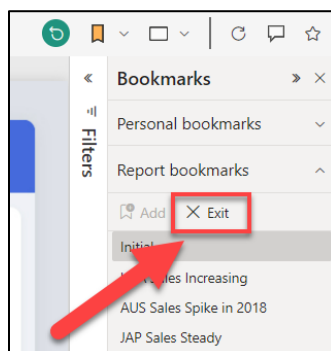 Bookmarks
Filters
Personal bookmarks
Report bookmarks
Add
Exit
Initial
Sales Increasing
AUS Sales Spike in 2018
JAP Sales Steady